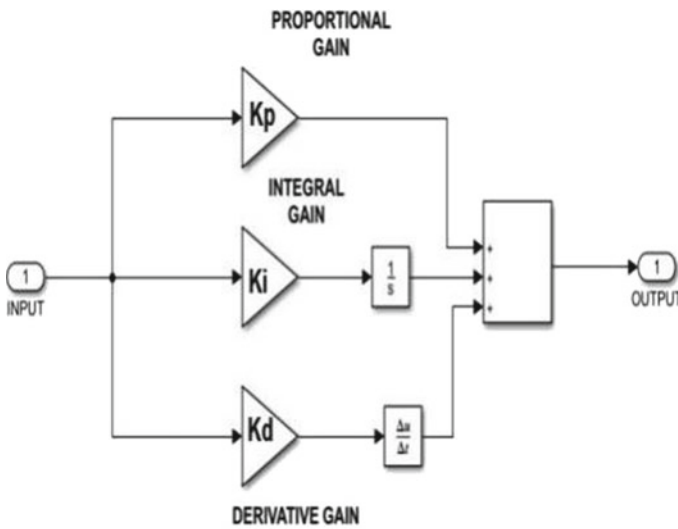 PROPORTIONAL
GAIN
Kp
INTEGRAL
GAIN
1
INPUT
Ki
1
s
+
+
+
1
OUTPUT
Kd
Δu
Δt
DERIVATIVE GAIN